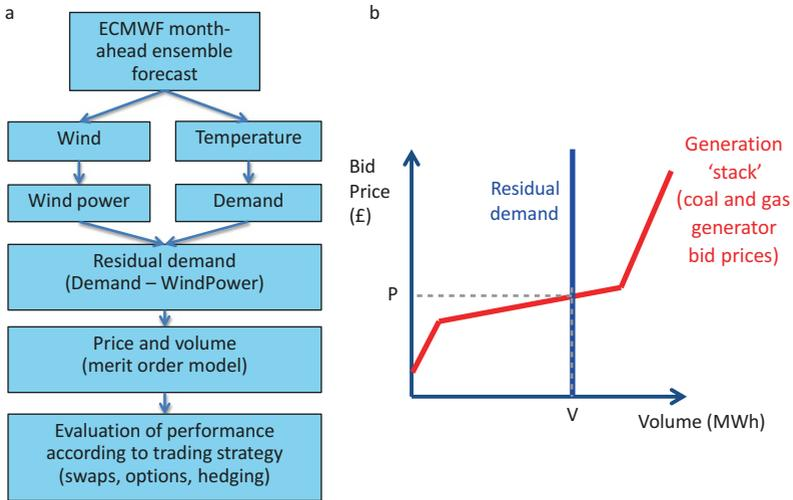 a
ECMWF month-
ahead ensemble
forecast
Wind
Temperature
Wind power
Demand
Residual demand
(Demand – WindPower)
Price and volume
(merit order model)
Evaluation of performance
according to trading strategy
(swaps, options, hedging)
b
Bid
Price
(£)
Residual
demand
Generation
‘stack’
(coal and gas
generator
bid prices)
P
V
Volume (MWh)